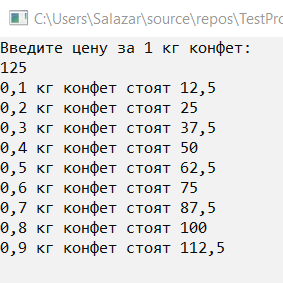 C:\Users\Salazar\source\repos\TestPro
Введите цену за 1 кг конфет:
125
0,1 кг конфет стоят 12,5
0,2 кг конфет стоят 25
0,3 кг конфет стоят 37,5
0,4 кг конфет стоят 50
0,5 кг конфет стоят 62,5
0,6 кг конфет стоят 75
0,7 кг конфет стоят 87,5
0,8 кг конфет стоят 100
0,9 кг конфет стоят 112,5